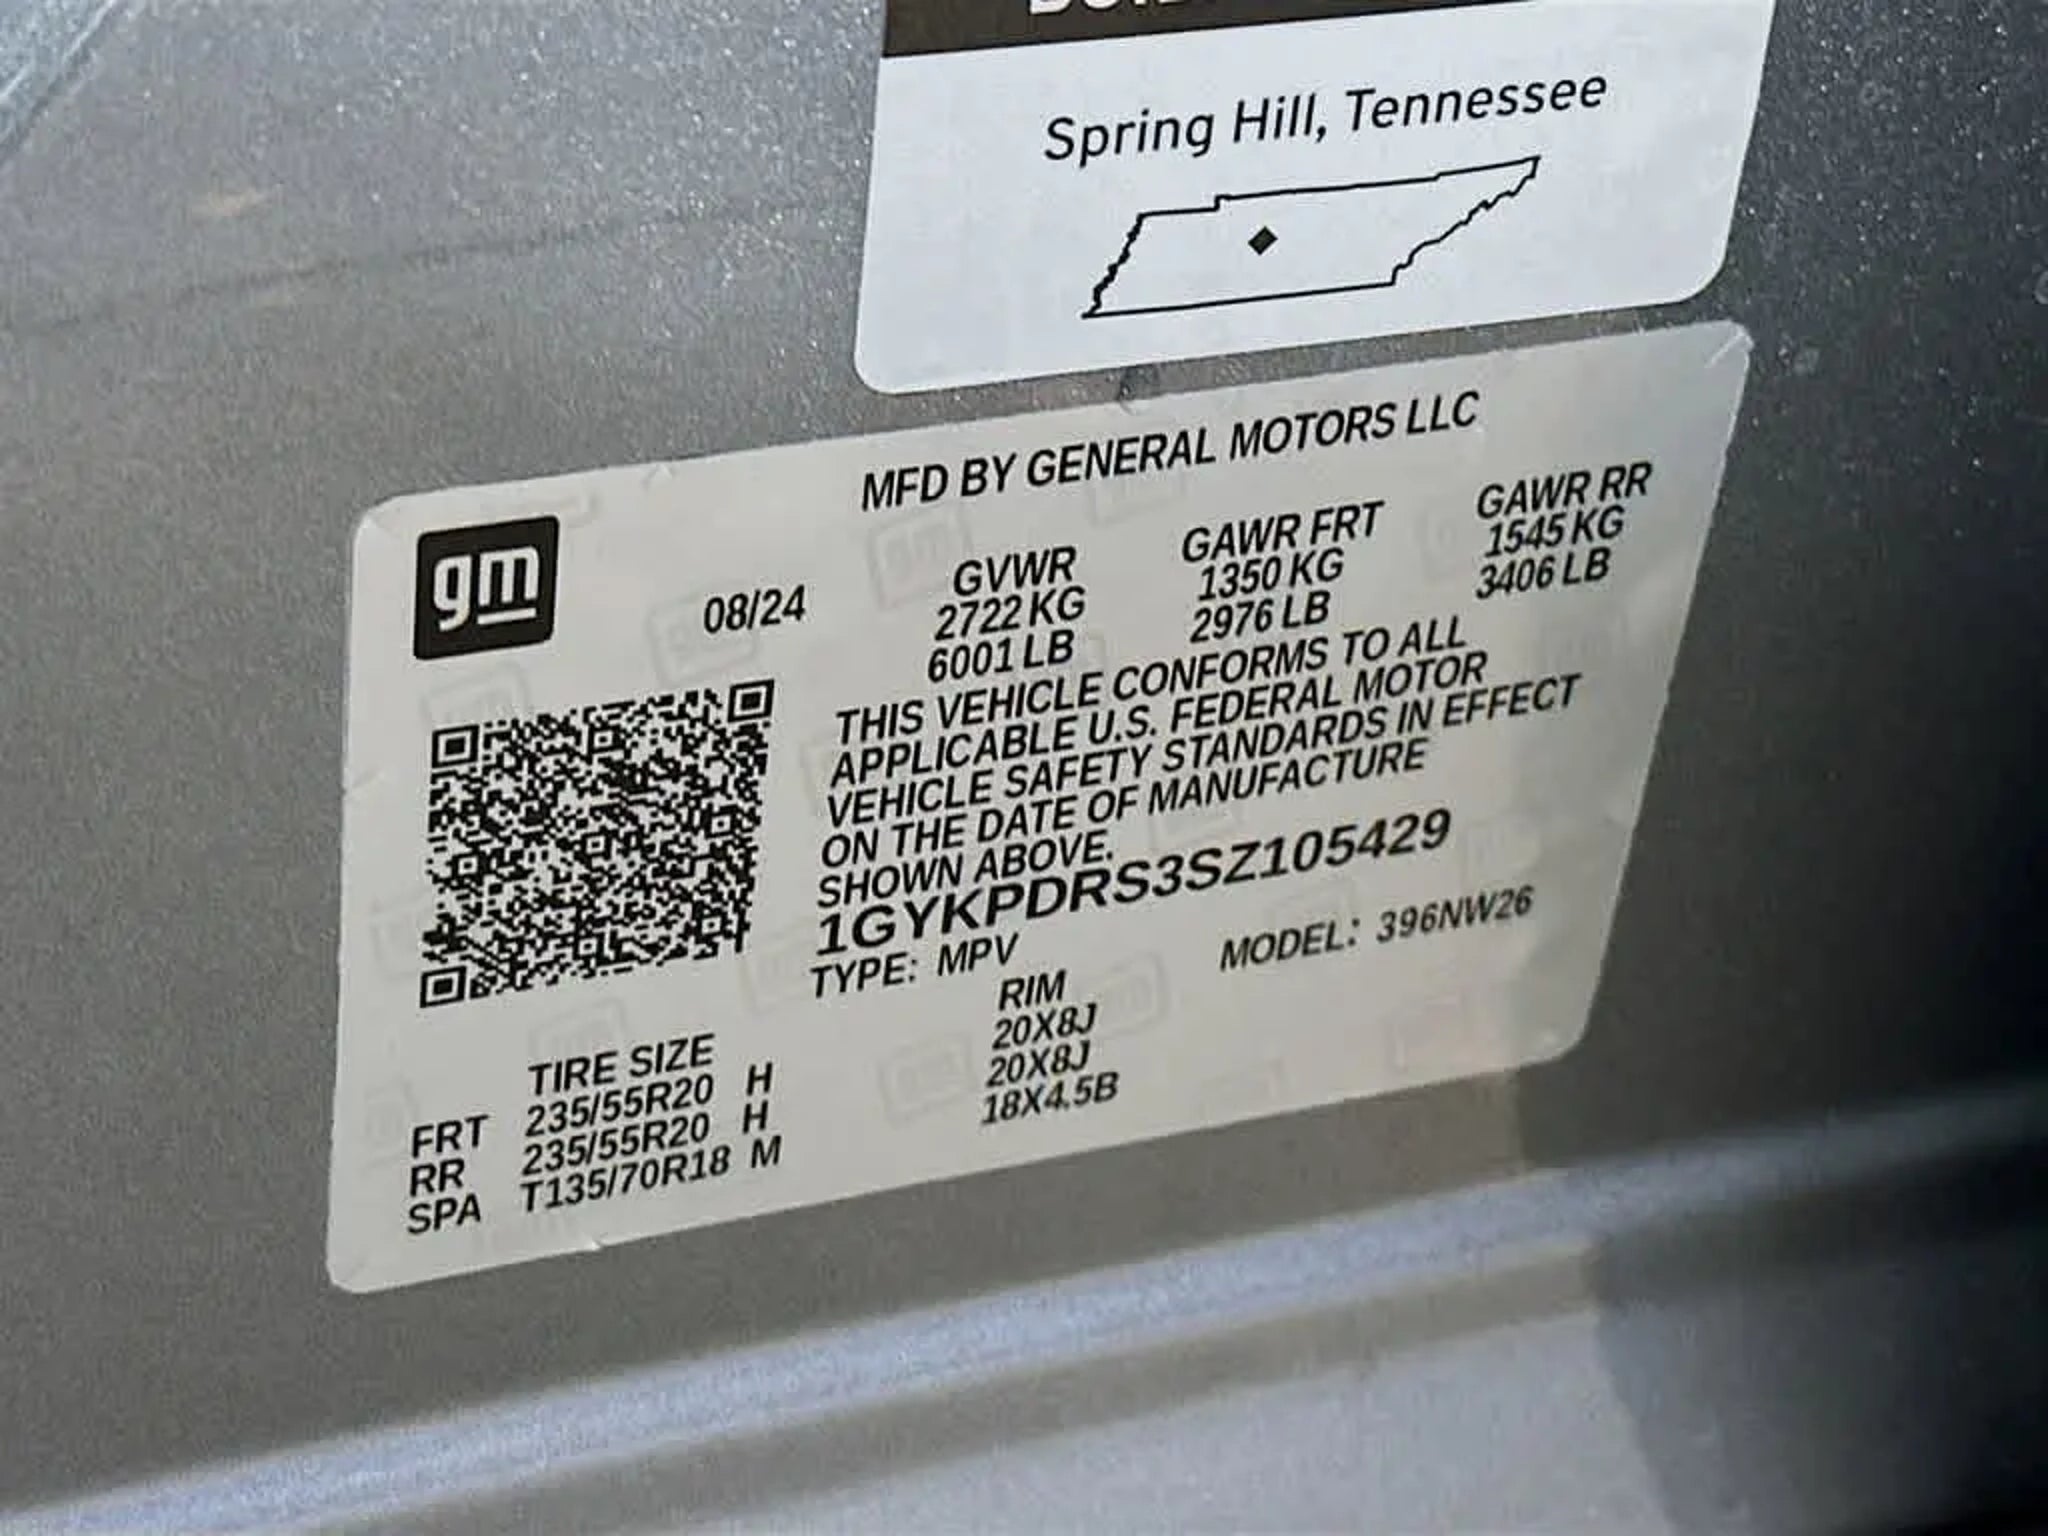 Spring Hill, Tennessee
MFD BY GENERAL MOTORS LLC
gm
08/24
GVWR GAWR FRT GAWR RR
2722 KG 1350 KG 1545 KG
6001 LB 2976 LB 3406 LB
THIS VEHICLE CONFORMS TO ALL
APPLICABLE U.S. FEDERAL MOTOR
VEHICLE SAFETY STANDARDS IN EFFECT
ON THE DATE OF MANUFACTURE
SHOWN ABOVE.
1GYKPDRS3SZ105429
TYPE: MPV MODEL: 396NW26
TIRE SIZE RIM
FRT 235/55R20 H 20X8J
RR 235/55R20 H 20X8J
SPA T135/70R18 M 18X4.5B